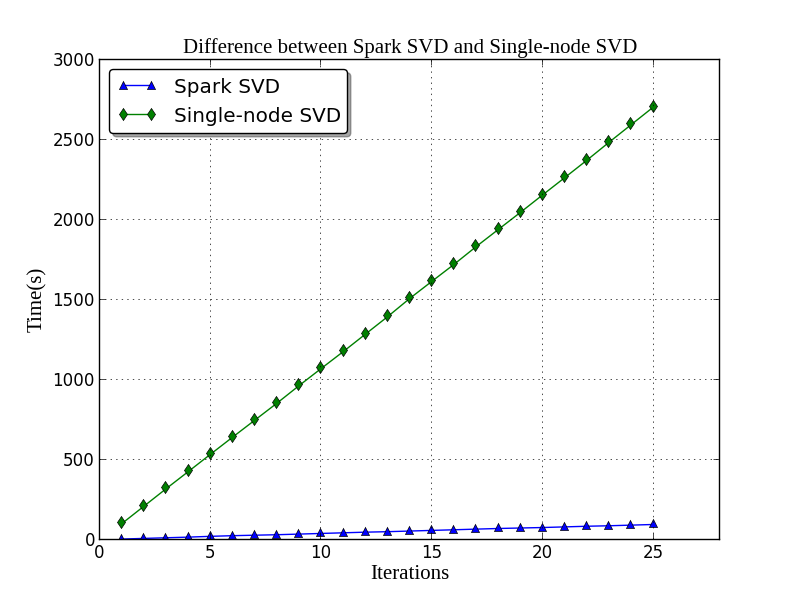 Difference between Spark SVD and Single-node SVD
Spark SVD
Single-node SVD
3000
2500
2000
1500
1000
500
0
Time(s)
0 5 10 15 20 25
Iterations